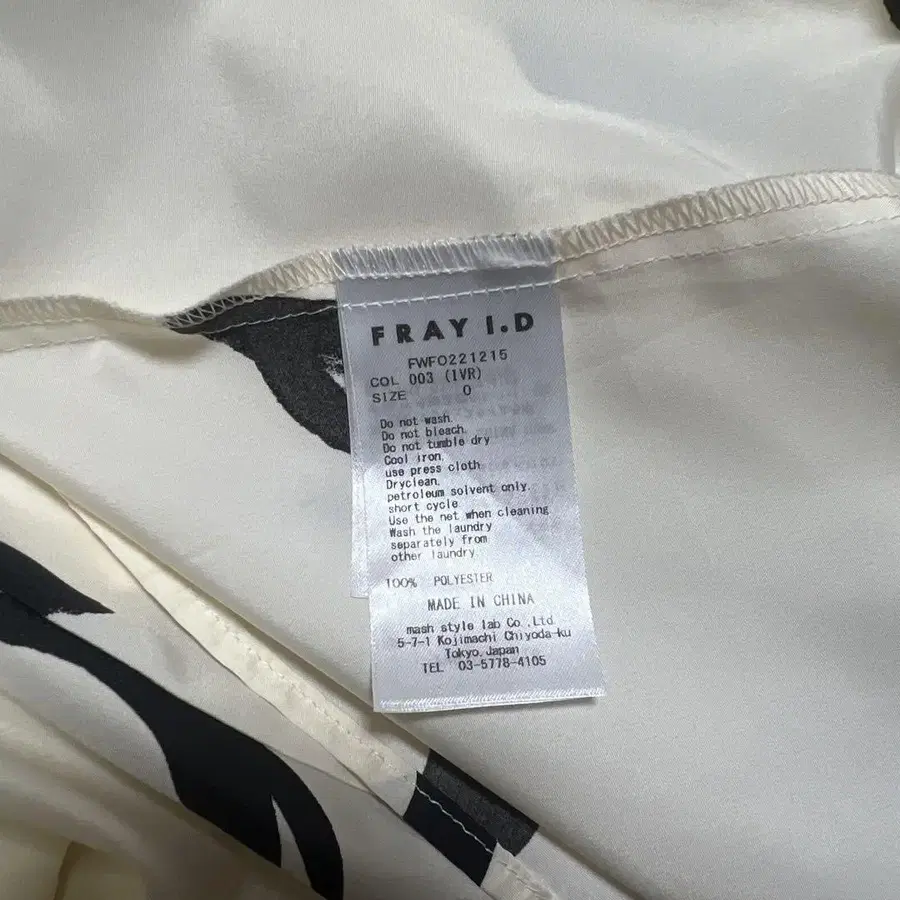 FRAY I.D
FWFO221215
COL 003 (IVR)
SIZE 0
Do not wash.
Do not bleach.
Do not tumble dry
Cool iron.
use press cloth
Dryclean.
petroleum solvent only.
short cycle
Use the net when cleaning
Wash the laundry
separately from
other laundry.
100% POLYESTER
MADE IN CHINA
mash style lab Co.,Ltd
5-7-1 Kojimachi Chiyoda-ku
Tokyo.Japan
TEL 03-5778-4105